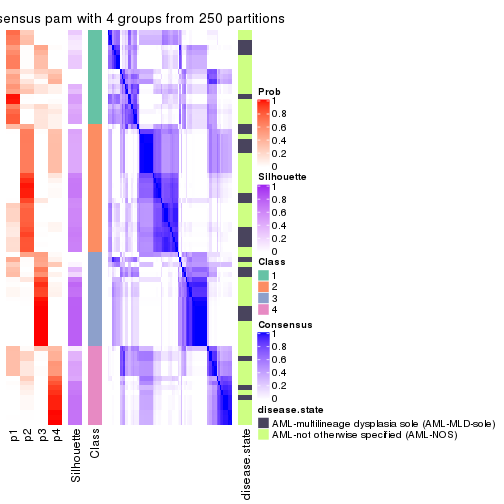 sensus pam with 4 groups from 250 partitions
Prob
1
0.8
0.6
0.4
0.2
0
Silhouette
1
0.8
0.6
0.4
0.2
0
Class
1
2
3
4
Consensus
1
0.8
0.6
0.4
0.2
0
disease.state
AML-multilineage dysplasia sole (AML-MLD-sole)
AML-not otherwise specified (AML-NOS)
p1
p2
p3
p4
Silhouette
Class
disease.state